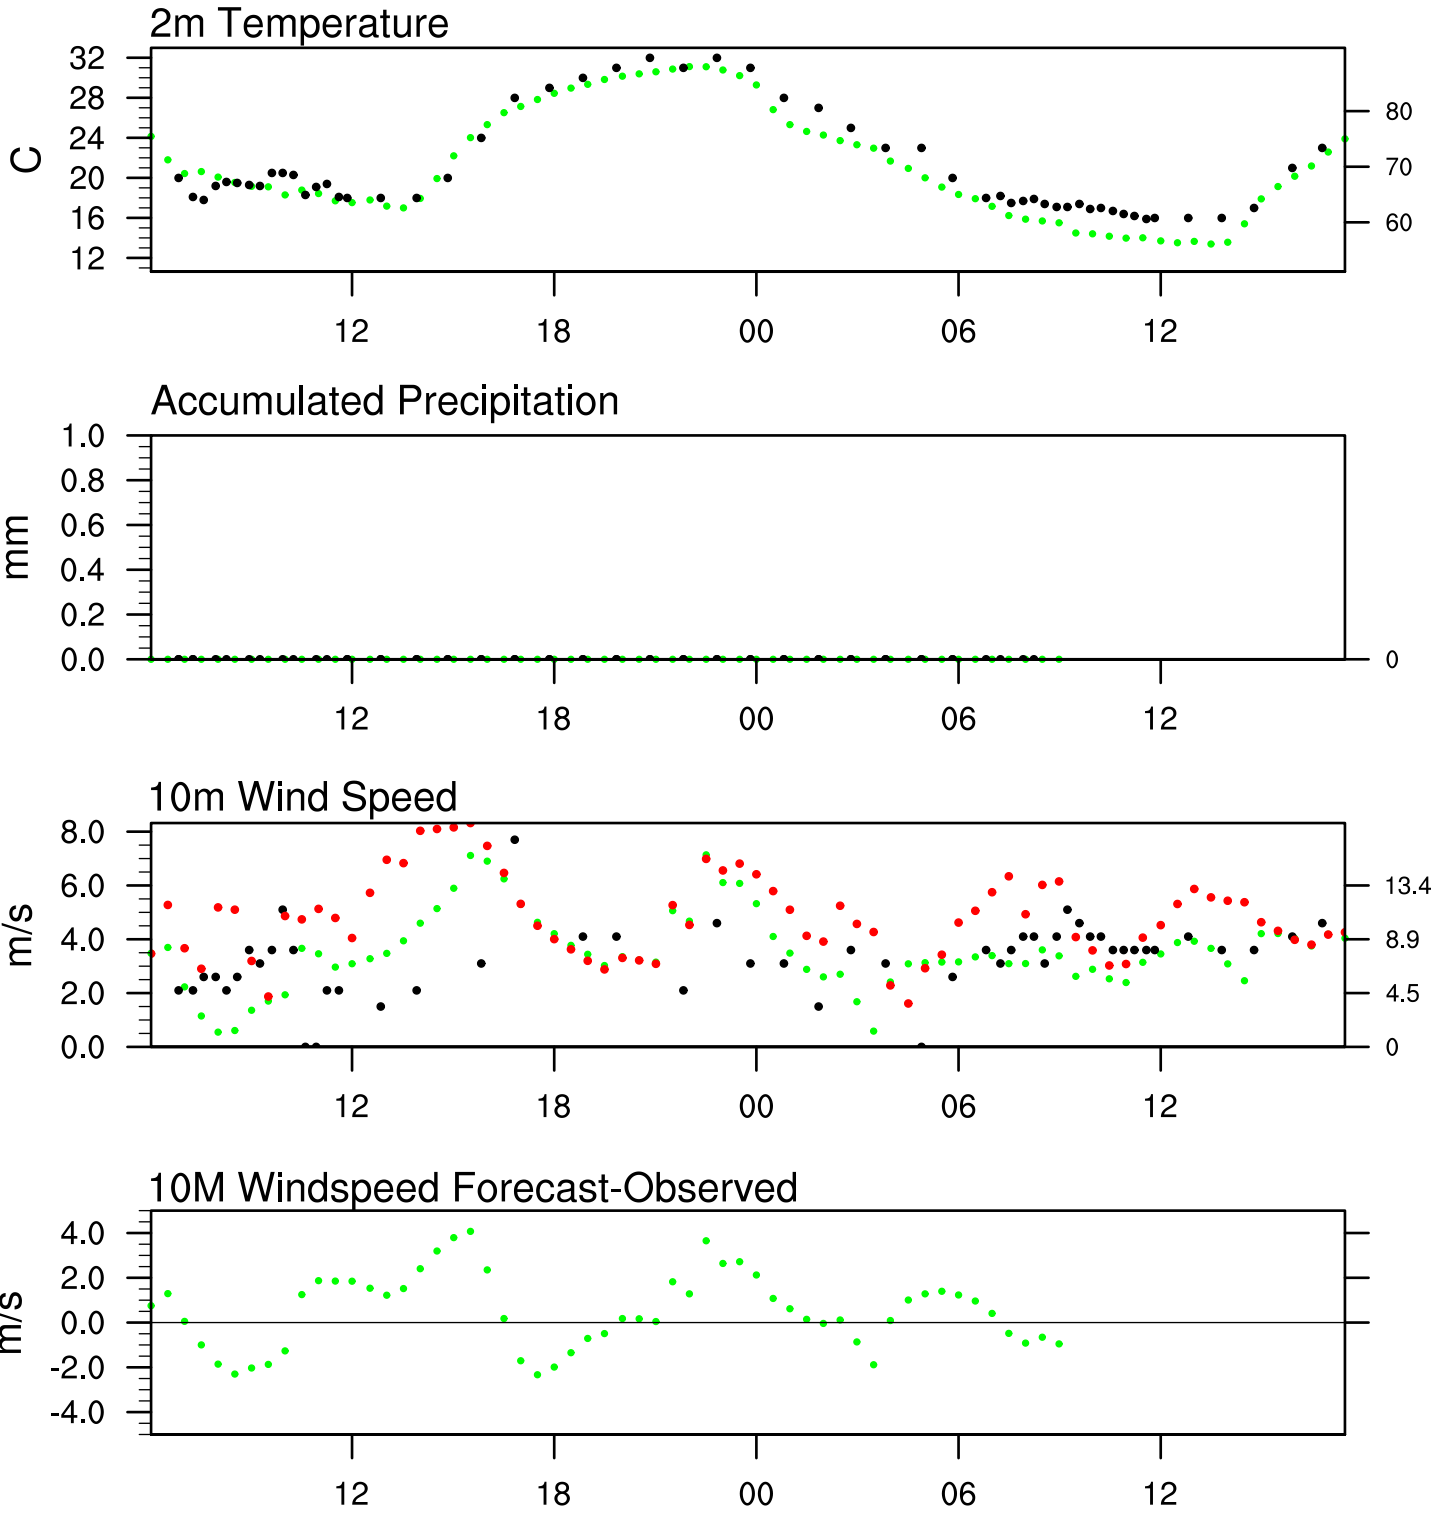 2m Temperature
32
28
24
20
16
12
C
80
70
60
12 18 00 06 12
Accumulated Precipitation
1.0
0.8
0.6
0.4
0.2
0.0
mm
0
12 18 00 06 12
10m Wind Speed
8.0
6.0
4.0
2.0
0.0
m/s
13.4
8.9
4.5
0
12 18 00 06 12
10M Windspeed Forecast-Observed
4.0
2.0
0.0
-2.0
-4.0
m/s
12 18 00 06 12